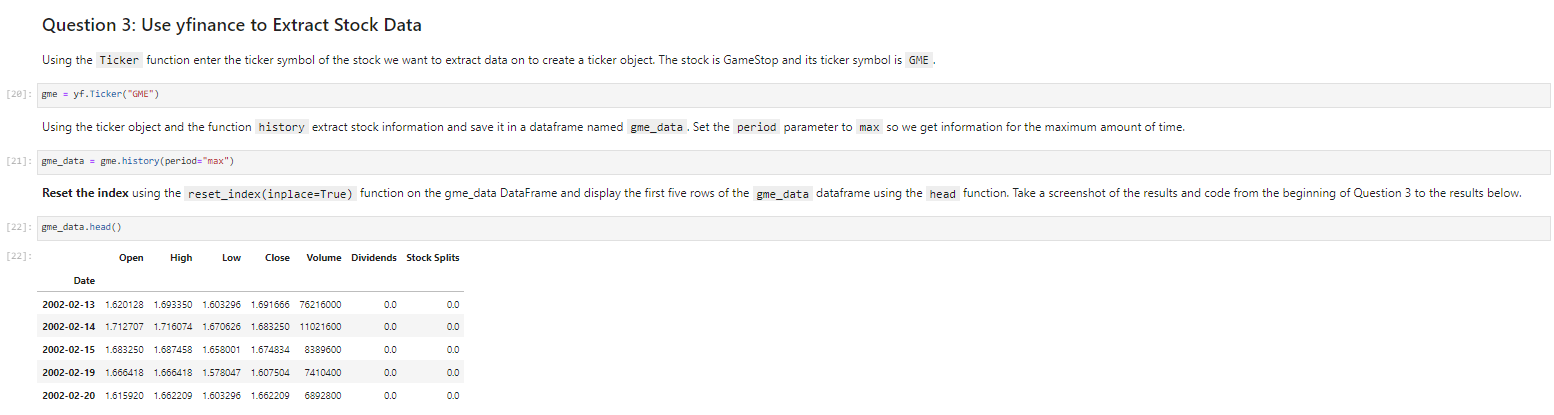 Question 3: Use yfinance to Extract Stock Data
Using the Ticker function enter the ticker symbol of the stock we want to extract data on to create a ticker object. The stock is GameStop and its ticker symbol is GME.
[20]: gme = yf.Ticker("GME")
Using the ticker object and the function history extract stock information and save it in a dataframe named gme_data. Set the period parameter to max so we get information for the maximum amount of time.
[21]: gme_data = gme.history(period="max")
Reset the index using the reset_index(inplace=True) function on the gme_data DataFrame and display the first five rows of the gme_data dataframe using the head function. Take a screenshot of the results and code from the beginning of Question 3 to the results below.
[22]: gme_data.head()
[22]: Open High Low Close Volume Dividends Stock Splits
Date
2002-02-13 1.620128 1.693350 1.603296 1.691666 76216000 0.0 0.0
2002-02-14 1.712707 1.716074 1.670626 1.683250 11021600 0.0 0.0
2002-02-15 1.683250 1.687458 1.658001 1.674834 8389600 0.0 0.0
2002-02-19 1.666418 1.666418 1.578047 1.607504 7410400 0.0 0.0
2002-02-20 1.615920 1.662209 1.603296 1.662209 6892800 0.0 0.0